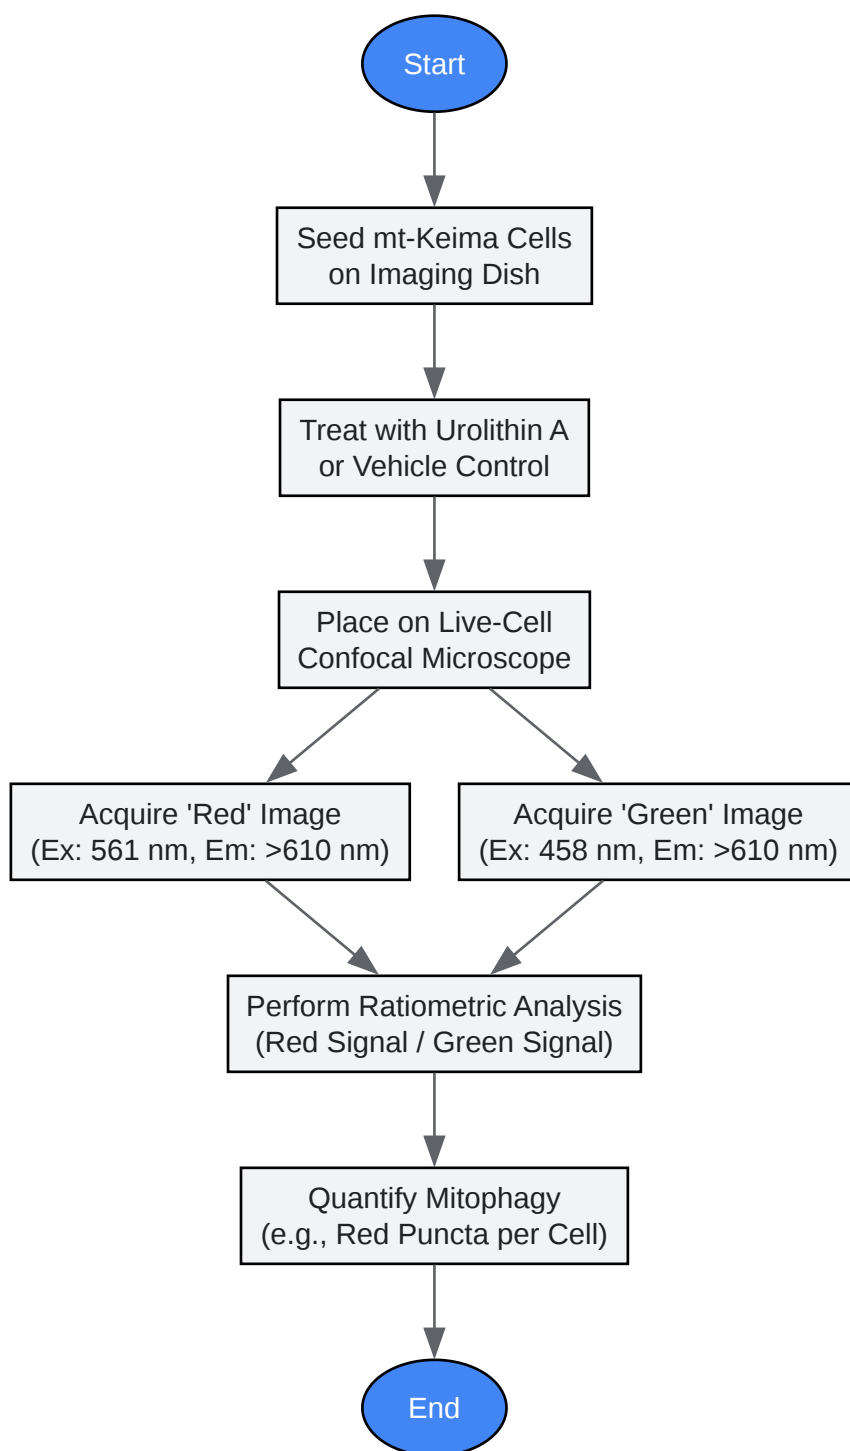 Start
Seed mt-Keima Cells
on Imaging Dish
Treat with Urolithin A
or Vehicle Control
Place on Live-Cell
Confocal Microscope
Acquire 'Red' Image
(Ex: 561 nm, Em: >610 nm)
Acquire 'Green' Image
(Ex: 458 nm, Em: >610 nm)
Perform Ratiometric Analysis
(Red Signal / Green Signal)
Quantify Mitophagy
(e.g., Red Puncta per Cell)
End